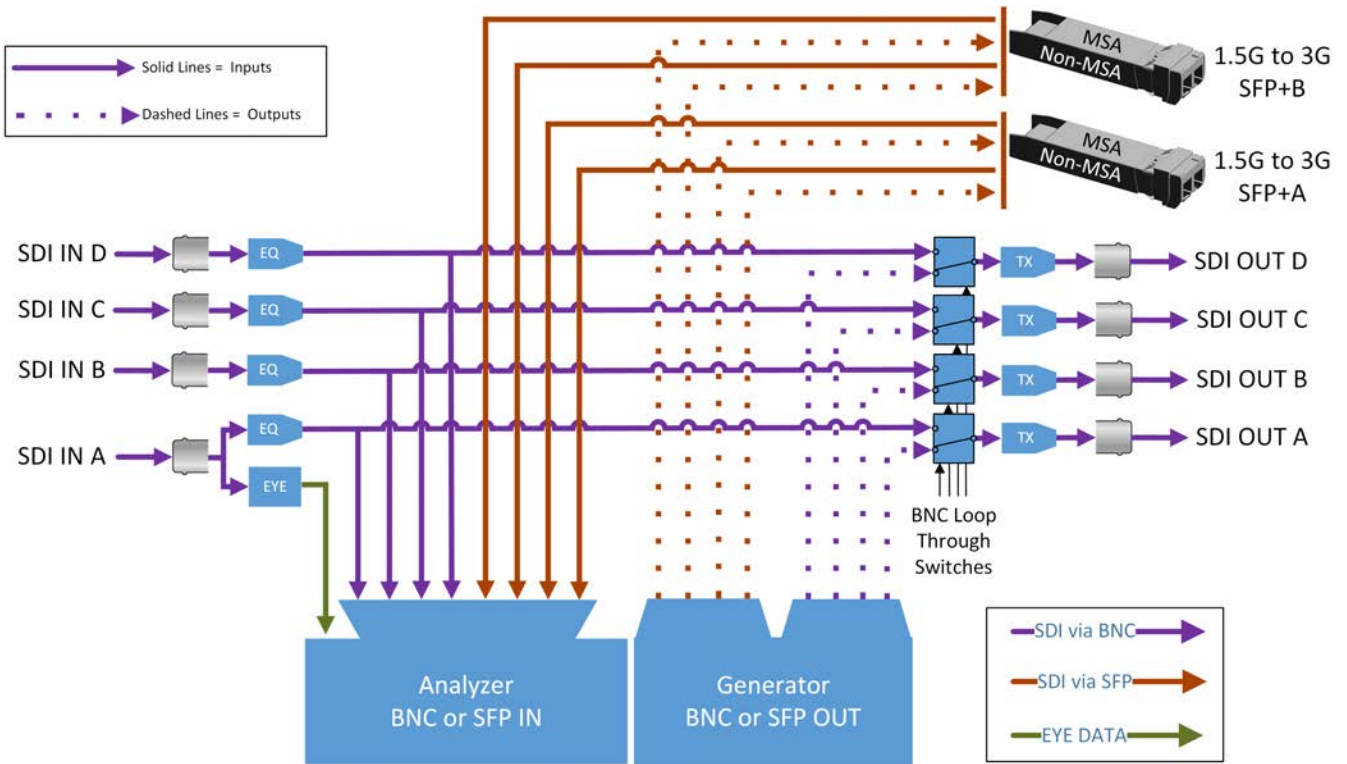 Solid Lines = Inputs
Dashed Lines = Outputs
MSA
Non-MSA
1.5G to 3G
SFP+B
MSA
Non-MSA
1.5G to 3G
SFP+A
SDI IN D
EQ
TX
SDI OUT D
SDI IN C
EQ
TX
SDI OUT C
SDI IN B
EQ
TX
SDI OUT B
SDI IN A
EQ
EYE
TX
SDI OUT A
BNC Loop
Through
Switches
Analyzer
BNC or SFP IN
Generator
BNC or SFP OUT
SDI via BNC
SDI via SFP
EYE DATA